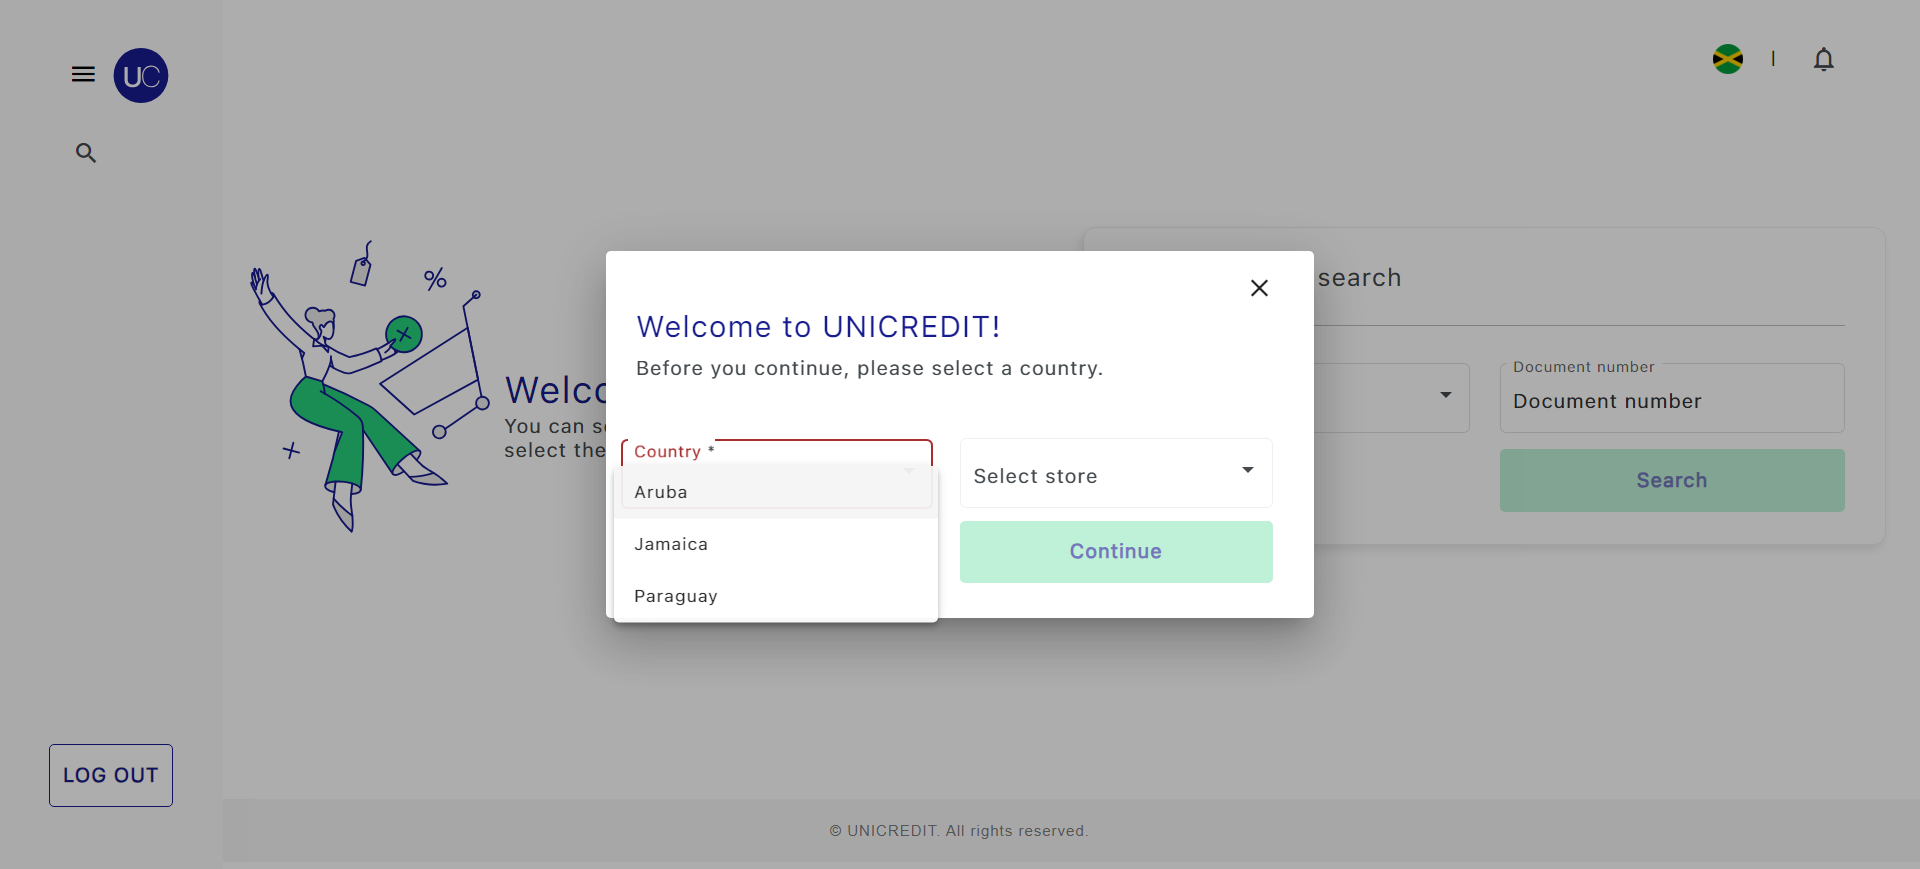 UC
search
Welcome to UNICREDIT!
Before you continue, please select a country.
Document number
Document number
Search
You can
select the
Country *
Select store
Aruba
Jamaica
Paraguay
Continue
LOG OUT
© UNICREDIT. All rights reserved.